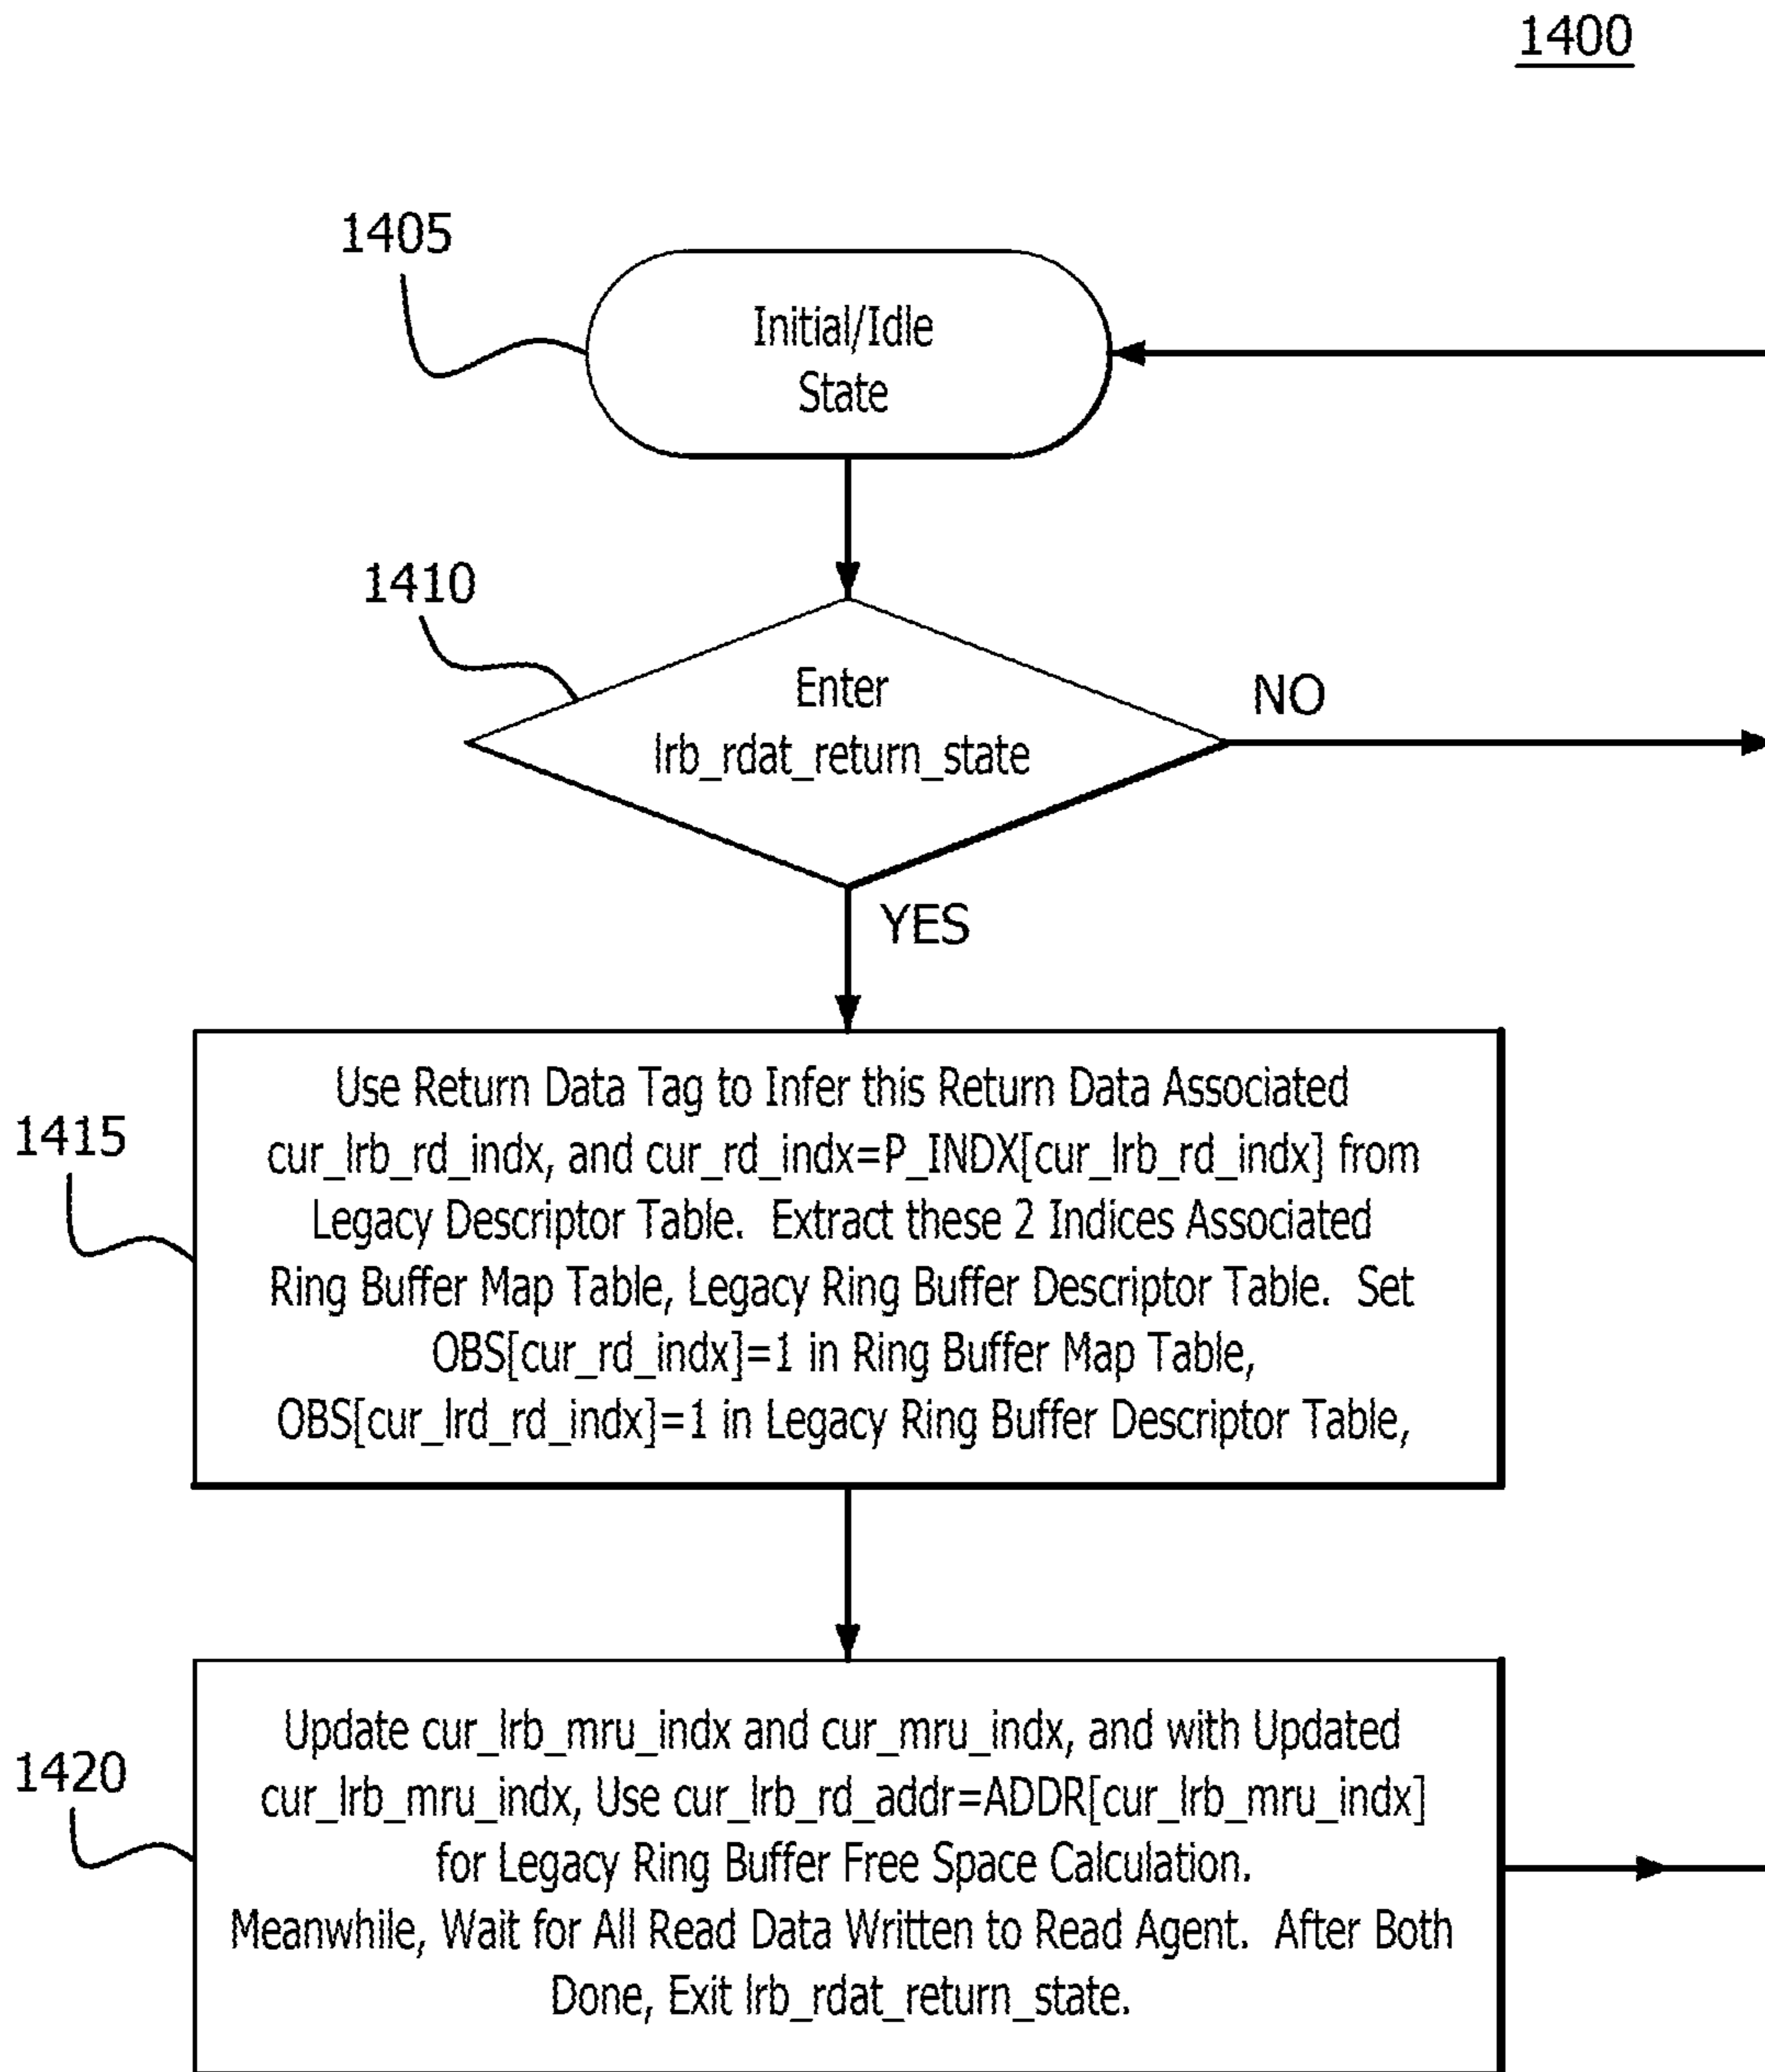 1400
1405
Initial/Idle
State
1410
Enter
lrb_rdat_return_state
NO
YES
1415
Use Return Data Tag to Infer this Return Data Associated
cur_lrb_rd_indx, and cur_rd_indx=P_INDX[cur_lrb_rd_indx] from
Legacy Descriptor Table. Extract these 2 Indices Associated
Ring Buffer Map Table, Legacy Ring Buffer Descriptor Table. Set
OBS[cur_rd_indx]=1 in Ring Buffer Map Table,
OBS[cur_lrd_rd_indx]=1 in Legacy Ring Buffer Descriptor Table,
1420
Update cur_lrb_mru_indx and cur_mru_indx, and with Updated
cur_lrb_mru_indx, Use cur_lrb_rd_addr=ADDR[cur_lrb_mru_indx]
for Legacy Ring Buffer Free Space Calculation.
Meanwhile, Wait for All Read Data Written to Read Agent. After Both
Done, Exit lrb_rdat_return_state.